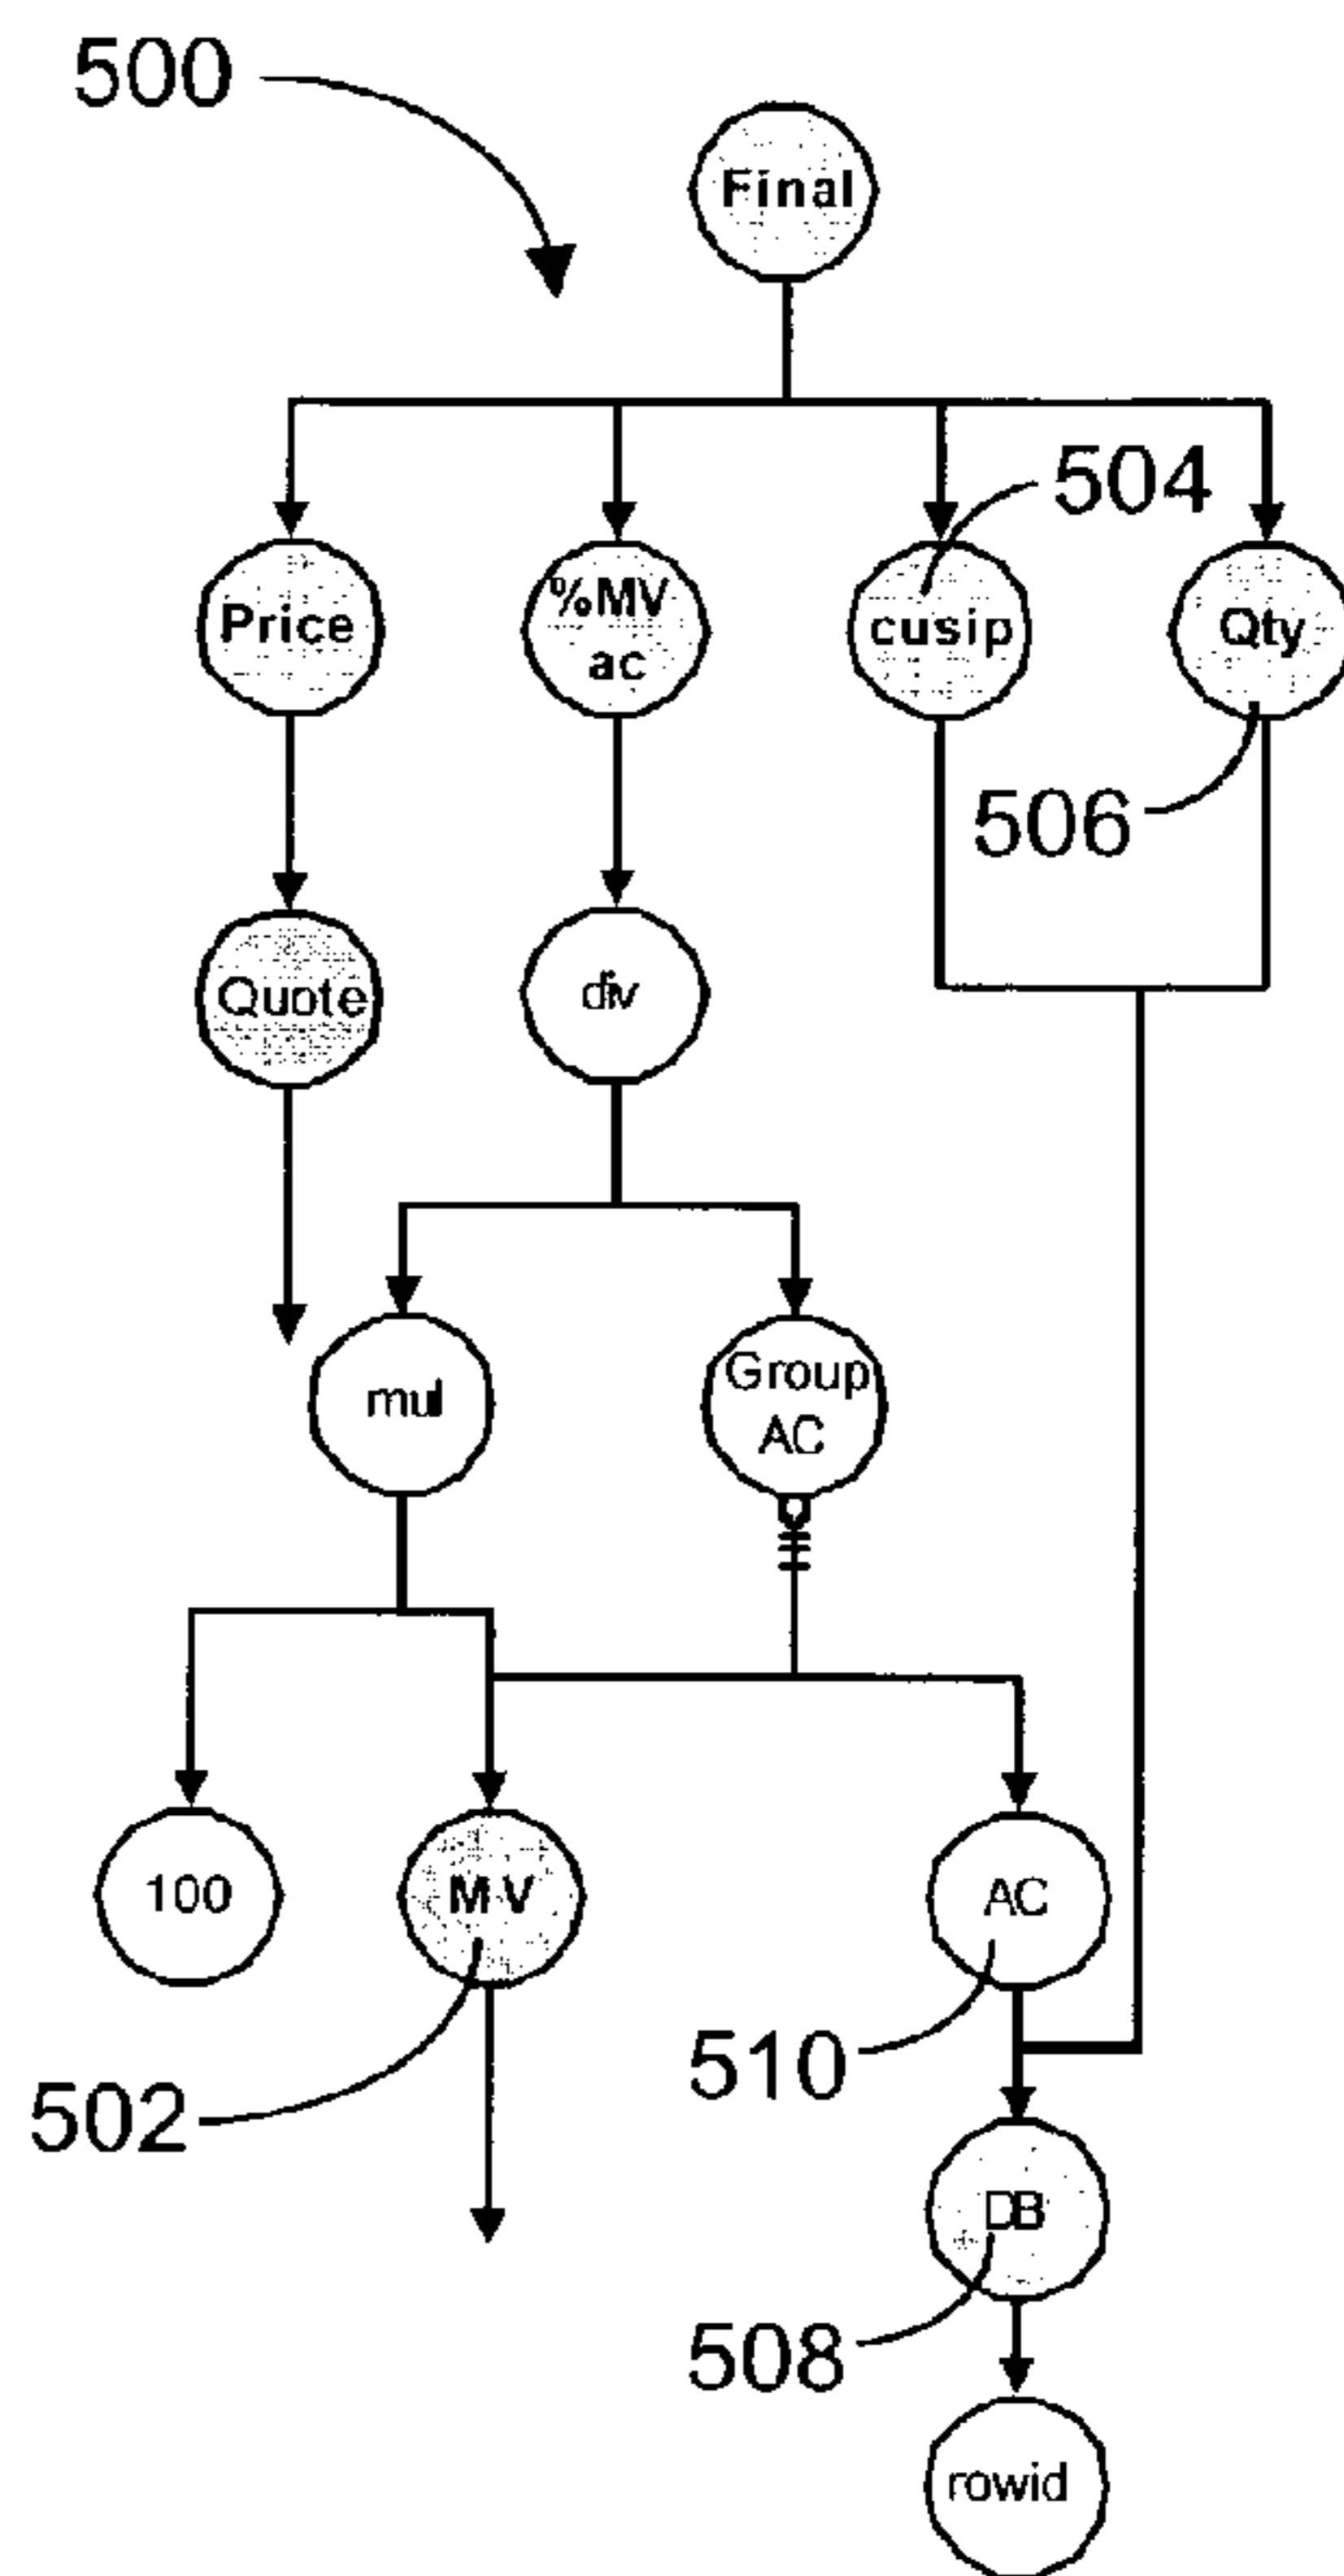 500
Final
504
Price
%MV
ac
cusip
Qty
506
Quote
div
mul
Group
AC
100
MV
AC
510
502
DB
508
rowid